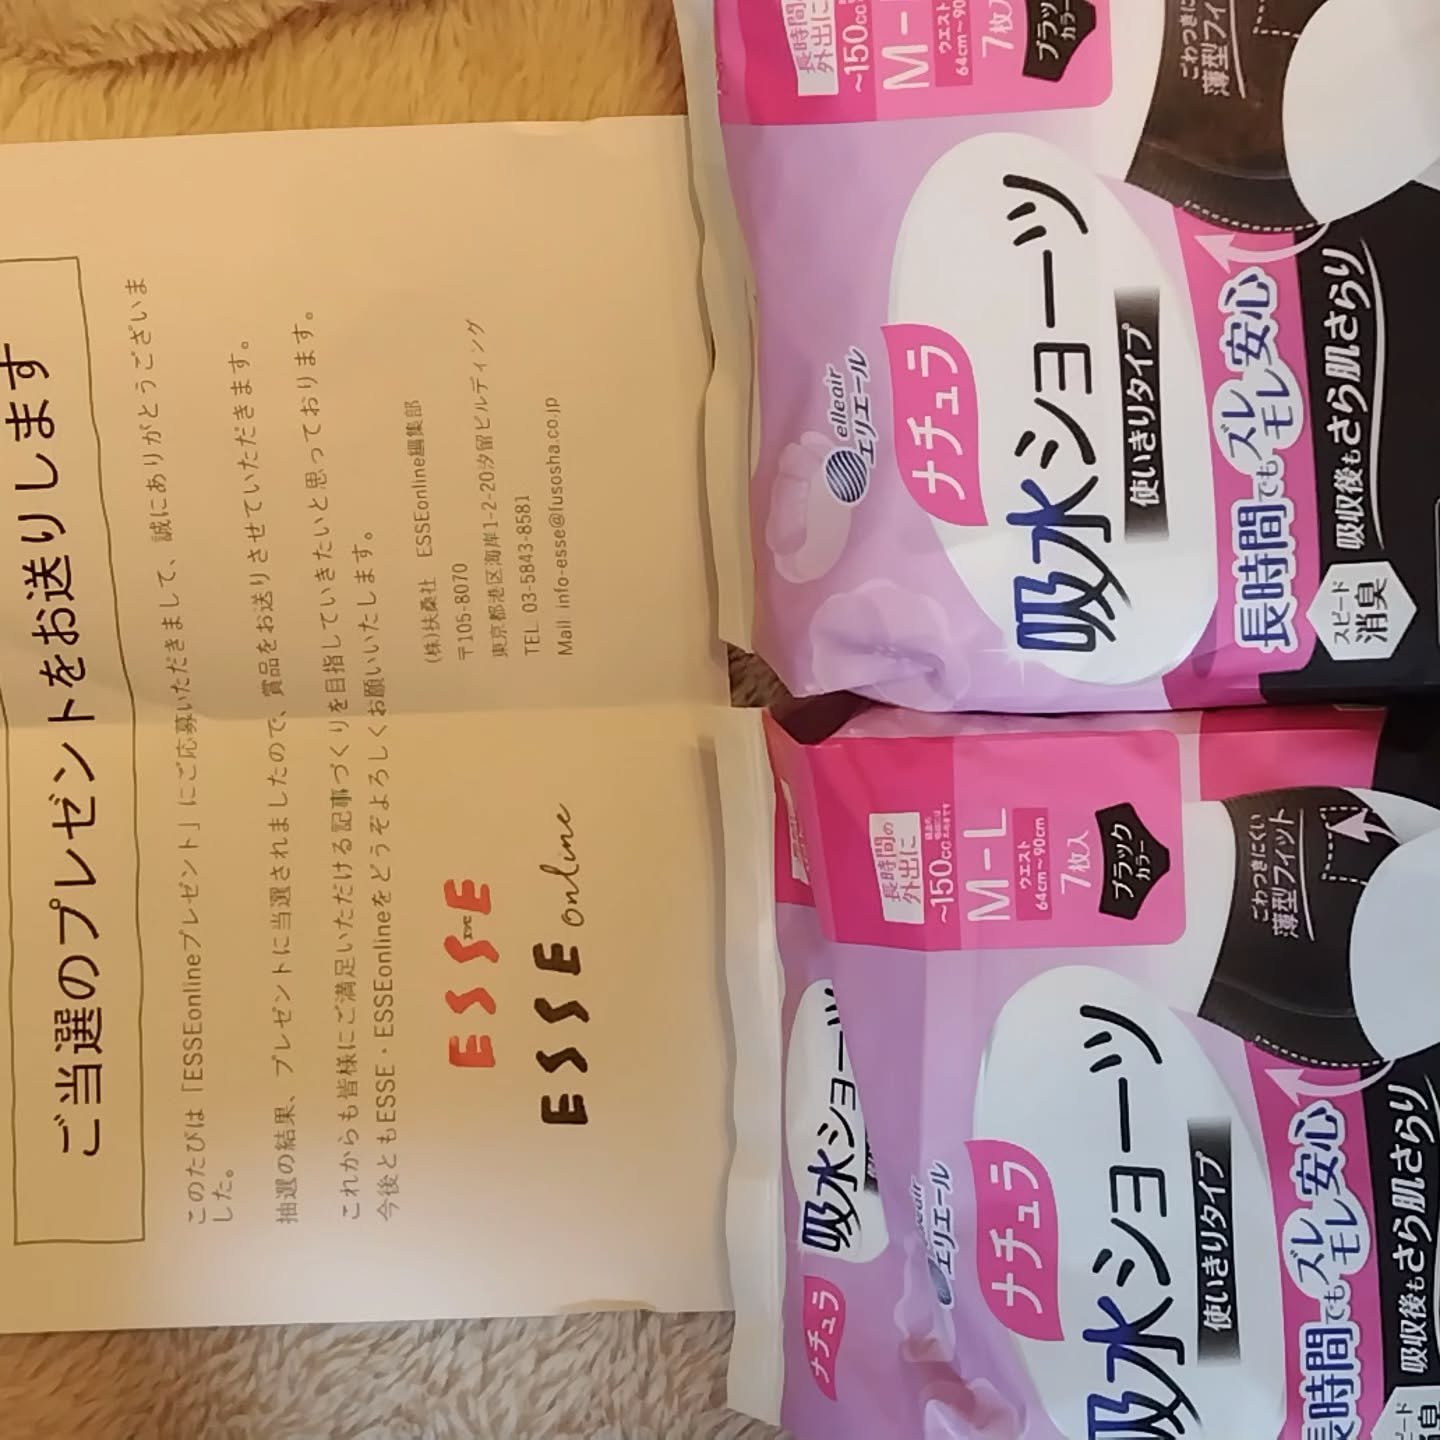 ご当選のプレゼントをお送りします
このたびは「ESSEonlineプレゼント」にご応募いただきまして、誠にありがとうございま
した。
抽選の結果、プレゼントに当選されましたので、賞品をお送りさせていただきます。
これからも皆様にご満足いただける記事づくりを目指していきたいと思っております。
今後ともESSE・ESSEonlineをどうぞよろしくお願いいたします。
(株)扶桑社 ESSEonline編集部
〒105-8070
東京都港区海岸1-2-20汐留ビルディング
TEL 03-5843-8581
Mail info-esse@fusosha.co.jp
ESSE
ESSE online
長時間の
外出に
~150cc
M-L
ウエスト
64cm~90
7枚入
ブラック
カラー
ごわつきに
薄型フィ
elleair
エリエール
ナチュラ
吸水ショーツ
使いきりタイプ
長時間でもズレ
モレ安心
吸収後もさら肌さらり
スピード
消臭
長時間の
外出に
~150cc
M-L
ウエスト
64cm~90cm
7枚入
ブラック
カラー
ごわつきにくい
薄型フィット
elleair
エリエール
ナチュラ
吸水ショーツ
使いきりタイプ
長時間でもズレ
モレ安心
吸収後もさら肌さらり
ナチュラ
吸水ショーツ